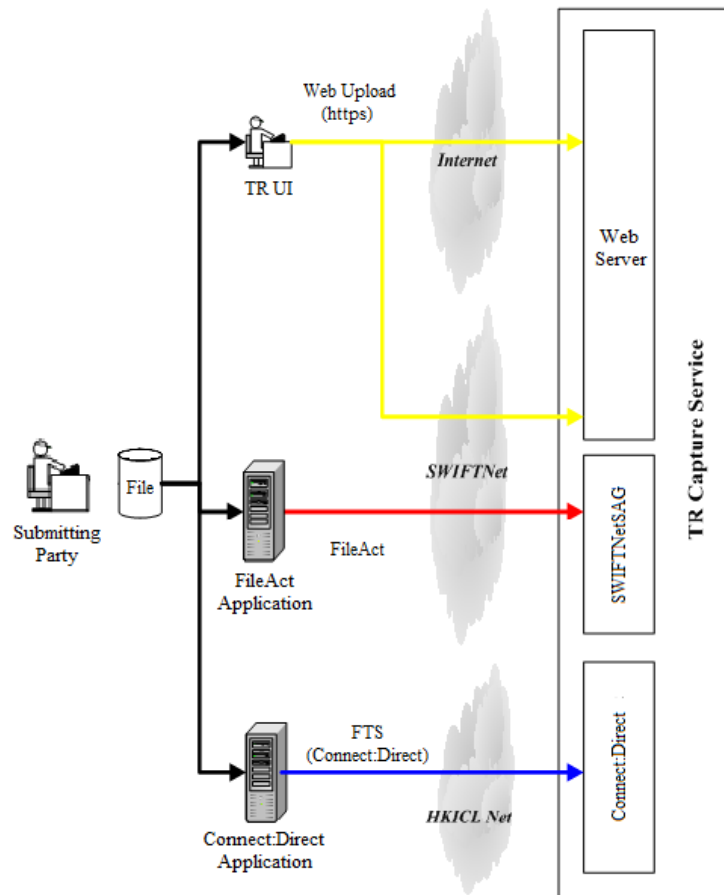 Web Upload
(https)
TR UI
Internet
Web
Server
TR Capture Service
Submitting
Party
File
SWIFTNet
FileAct
FileAct
Application
SWIFTNetSAG
FTS
(Connect:Direct)
HKICL Net
Connect:Direct
Application
Connect:Direct